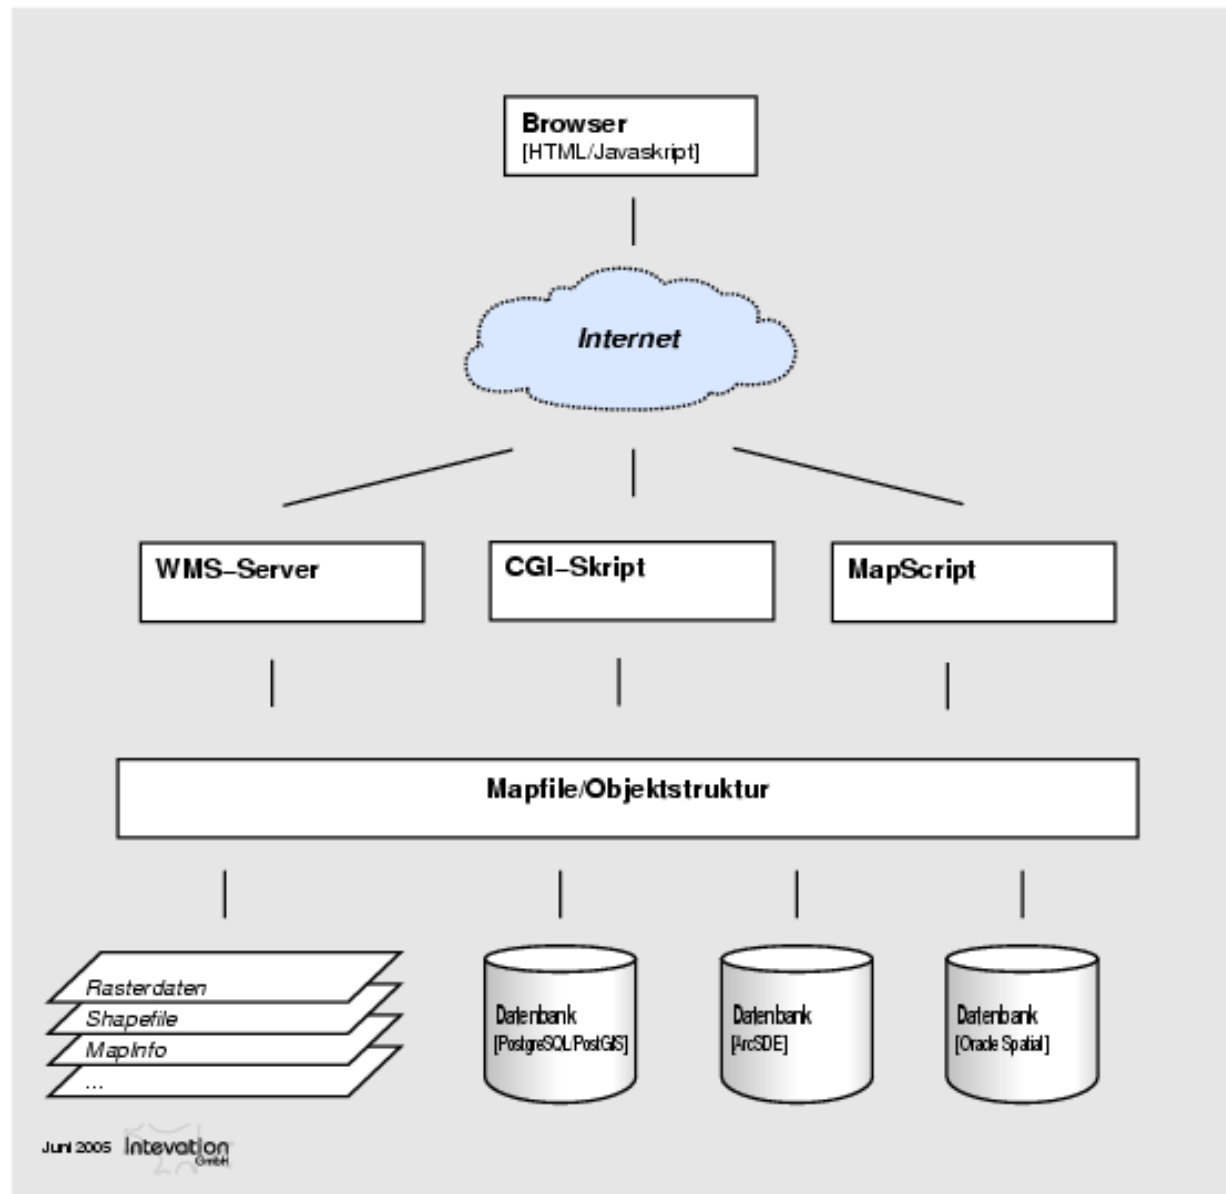 Browser
[HTML/Javaskript]
Internet
WMS–Server
CGI–Skript
MapScript
Mapfile/Objektstruktur
Rasterdaten
Shapefile
MapInfo
...
Datenbank
[PostgreSQL/PostGIS]
Datenbank
[ArcSDE]
Datenbank
[Oracle Spatial]
Juni 2005 Intevation
GmbH